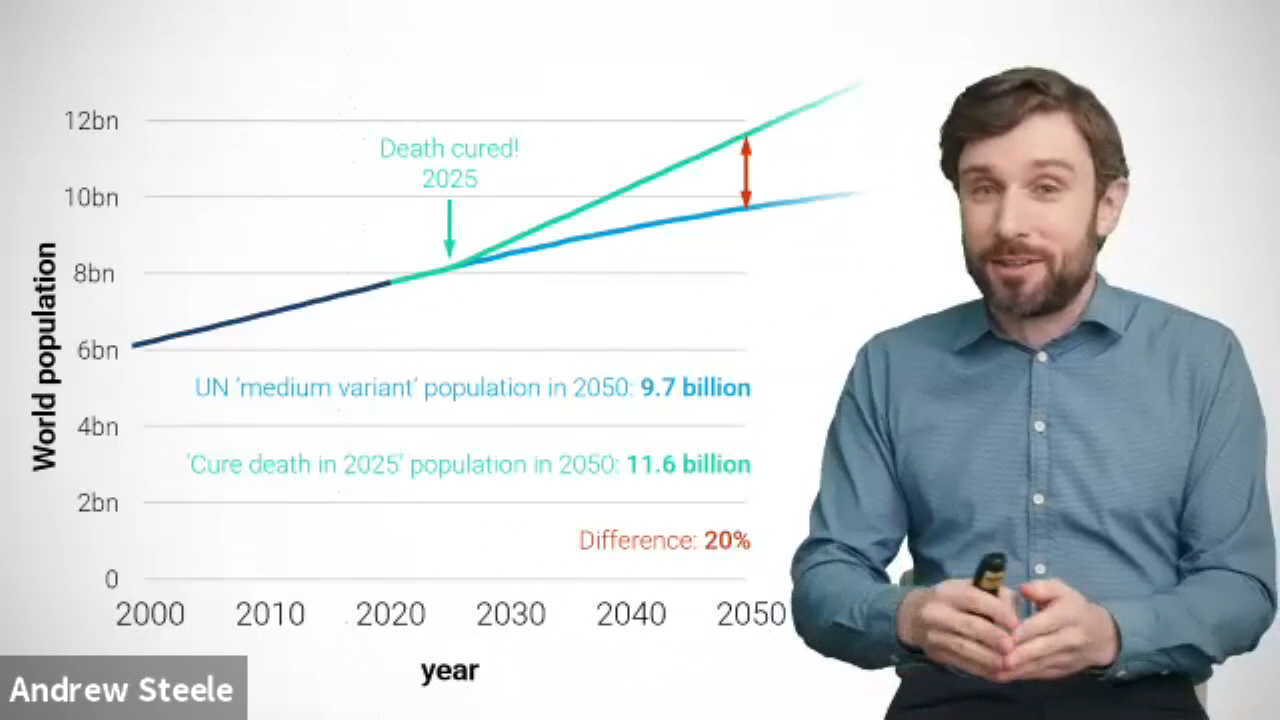 12bn
Death cured!
2025
10bn
8bn
World population
6bn
UN 'medium variant' population in 2050: 9.7 billion
4bn
'Cure death in 2025' population in 2050: 11.6 billion
2bn
Difference: 20%
0
2000 2010 2020 2030 2040 2050
year
Andrew Steele